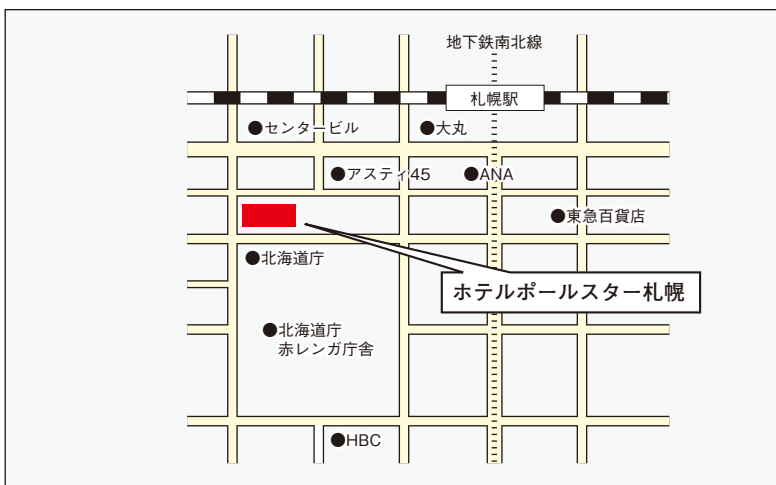 地下鉄南北線
札幌駅
●センタービル
●大丸
●アスティ45
●ANA
●東急百貨店
●北海道庁
ホテルポールスター札幌
●北海道庁
赤レンガ庁舎
●HBC